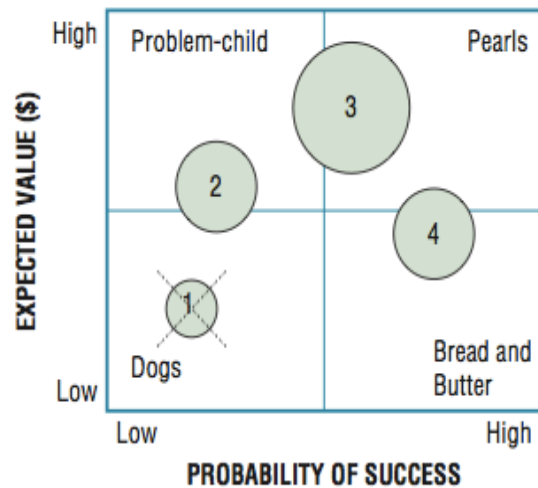 High
Problem-child
Pearls
3
2
4
EXPECTED VALUE ($)
1
Dogs
Bread and
Butter
Low
Low
High
PROBABILITY OF SUCCESS